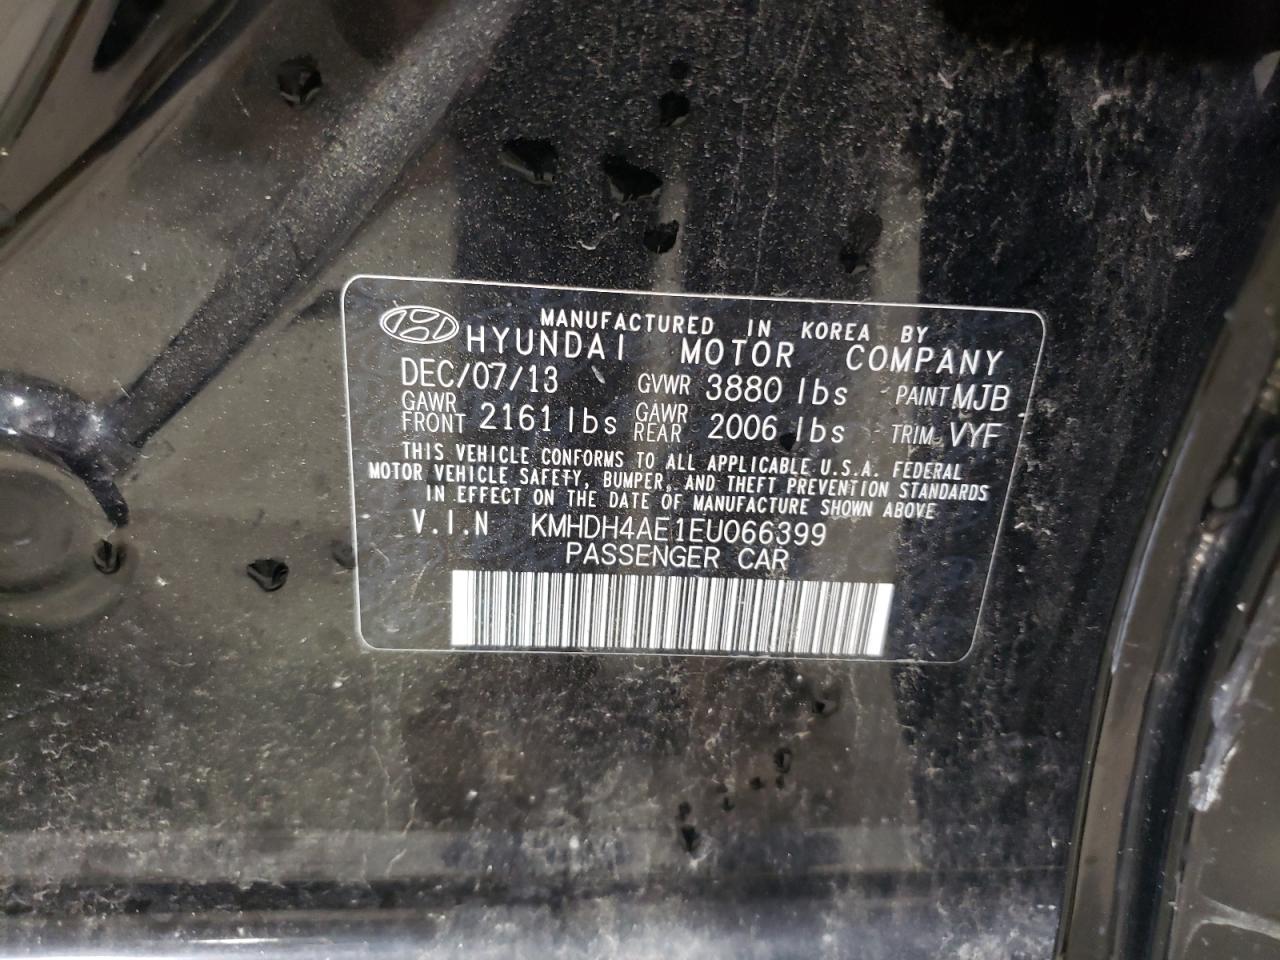 MANUFACTURED IN KOREA BY
HYUNDAI MOTOR COMPANY
DEC/07/13 GVWR 3880 lbs PAINT MJB
GAWR FRONT 2161 lbs GAWR REAR 2006 lbs TRIM VYF
THIS VEHICLE CONFORMS TO ALL APPLICABLE U.S.A. FEDERAL
MOTOR VEHICLE SAFETY, BUMPER, AND THEFT PREVENTION STANDARDS
IN EFFECT ON THE DATE OF MANUFACTURE SHOWN ABOVE
V.I.N KMHDH4AE1EU066399
PASSENGER CAR